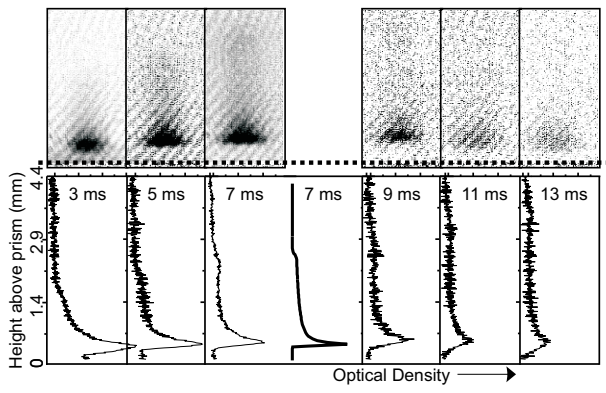 3 ms 5 ms 7 ms 7 ms 9 ms 11 ms 13 ms
Height above prism (mm)
4.4
2,9
1,4
0
Optical Density